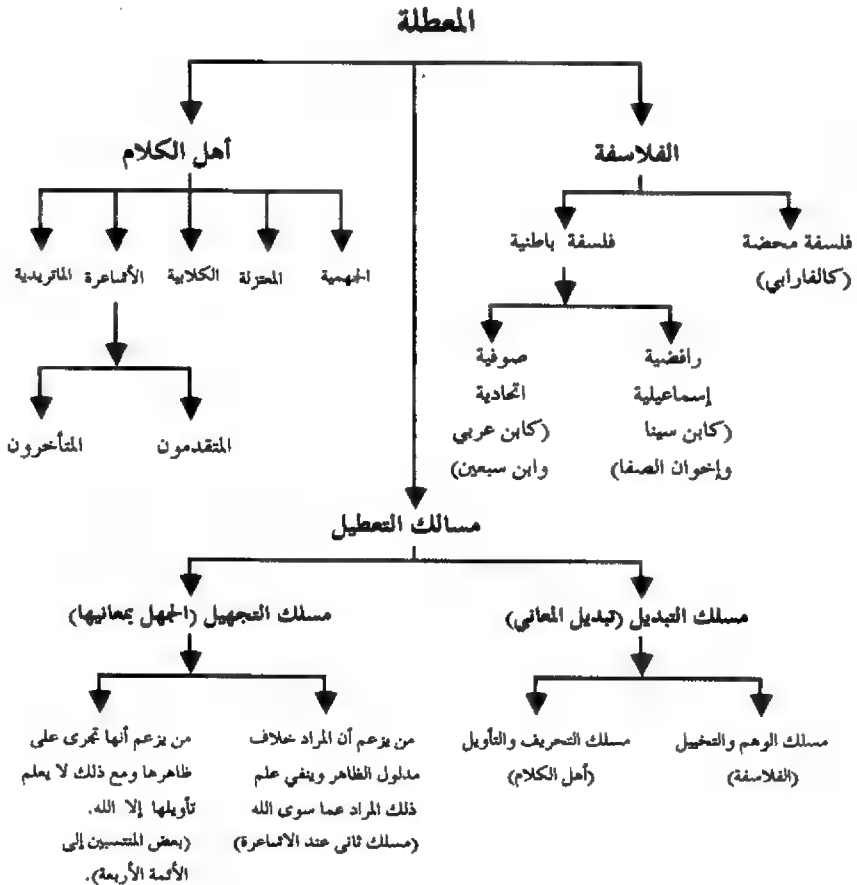 المعطلة
الفلاسفة
أهل الكلام
فلسفة محضة
(كالفارابي)
فلسفة باطنية
الجهمية
المعتزلة
الكلابية
الأشاعرة
الماتريدية
رافضية
إسماعيلية
(كابن سينا
وإخوان الصفا)
صوفية
اتحادية
(كابن عربي
وابن سبعين)
المتقدمون
المتأخرون
مسالك التعطيل
مسلك التبديل (تبديل المعاني)
مسلك التجهيل (الجهل بمعانيها)
مسلك الوهم والتخييل
(الفلاسفة)
مسلك التحريف والتأويل
(أهل الكلام)
من يزعم أن المراد خلاف
مدلول الظاهر وينفي علم
ذلك المراد عما سوى الله
(مسلك ثاني عند الاشاعرة)
من يزعم أنها تجرى على
ظاهرها ومع ذلك لا يعلم
تأويلها إلا الله.
(بعض المنتسبين إلى
الأئمة الأربعة).